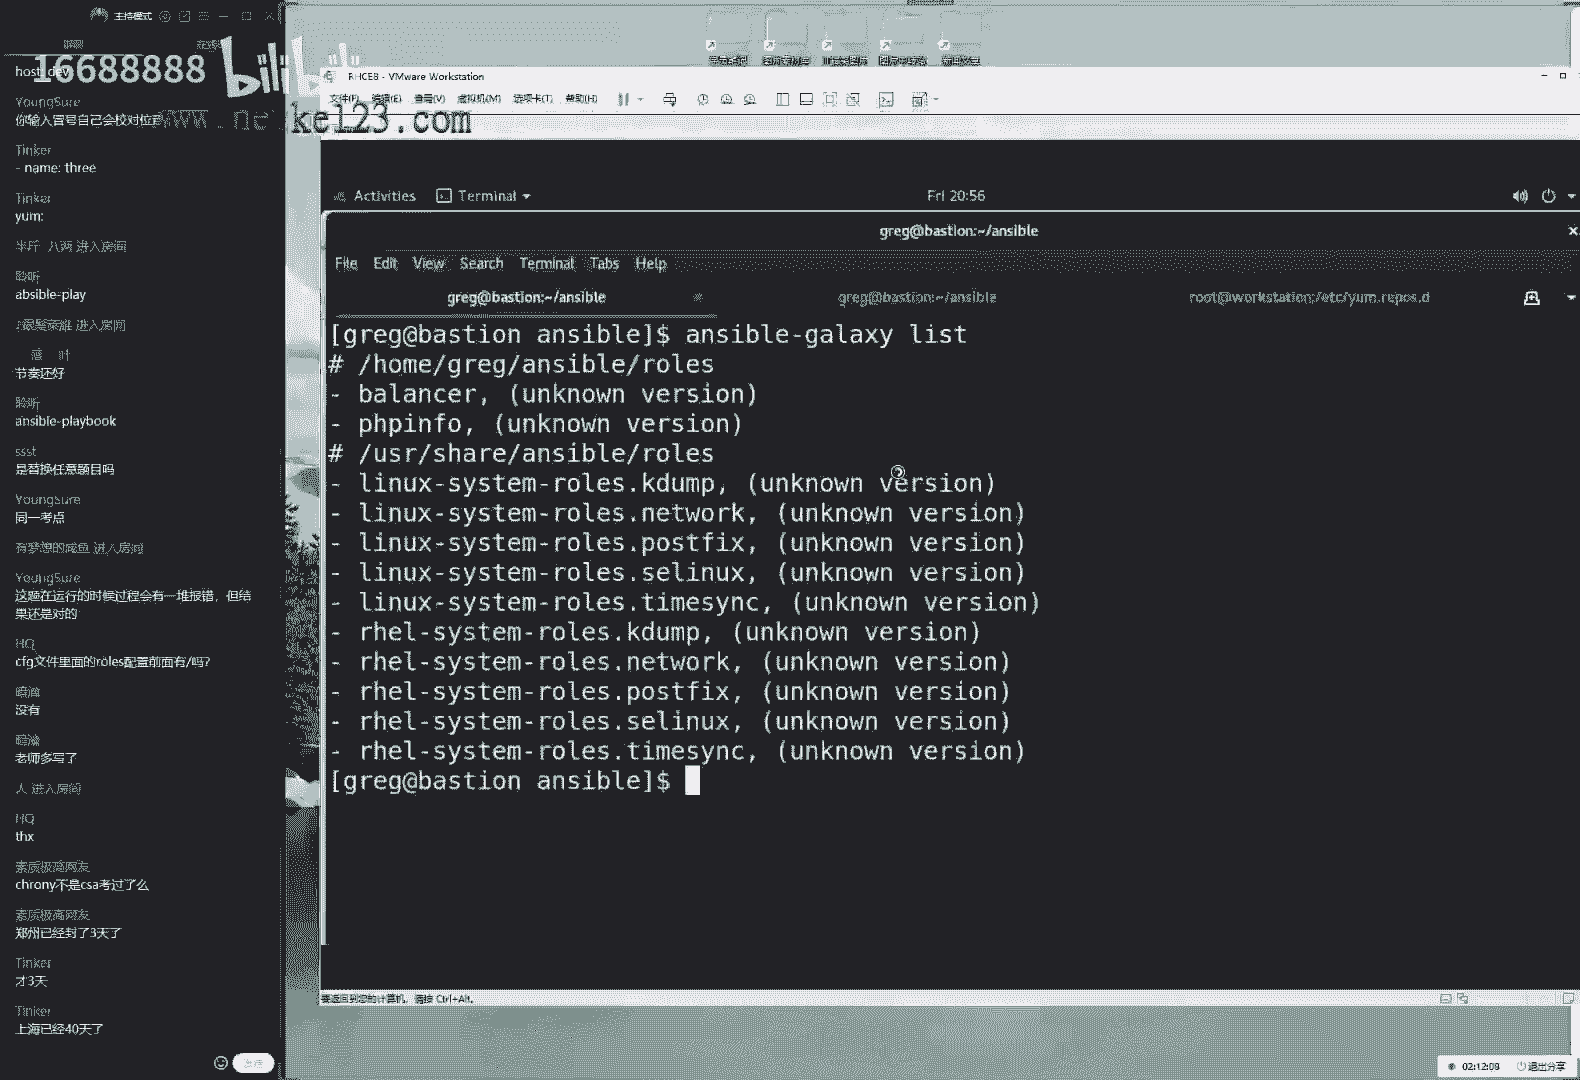 主持模式
16688888
bilibili
host_dev
YoungSure
你输入冒号自己会校对位置
www.ne
ke123.com
Tinker
- name: three
Tinker
yum:
半斤 八两 进入房间
聆听
absible-play
进入房间
落 叶
节奏还好
聆听
ansible-playbook
ssst
是替换任意题目吗
YoungSure
同一考点
有梦想的咸鱼 进入房间
YoungSure
这题在运行的时候过程会有一堆报错，但结
果还是对的
HQ
cfg文件里面的roles配置前面有/吗?
没有
老师多写了
人 进入房间
HQ
thx
素质极高网友
chrony不是csa考过了么
素质极高网友
郑州已经封了3天了
Tinker
才3天
Tinker
上海已经40天了
RHCE8 - VMware Workstation
文件(F) 编辑(E) 查看(V) 虚拟机(M) 选项卡(T) 帮助(H)
Activities Terminal Fri 20:56
greg@bastion:~/ansible
File Edit View Search Terminal Tabs Help
greg@bastion:~/ansible greg@bastion:~/ansible root@workstation:/etc/yum.repos.d
[greg@bastion ansible]$ ansible-galaxy list
# /home/greg/ansible/roles
- balancer, (unknown version)
- phpinfo, (unknown version)
# /usr/share/ansible/roles
- linux-system-roles.kdump, (unknown version)
- linux-system-roles.network, (unknown version)
- linux-system-roles.postfix, (unknown version)
- linux-system-roles.selinux, (unknown version)
- linux-system-roles.timesync, (unknown version)
- rhel-system-roles.kdump, (unknown version)
- rhel-system-roles.network, (unknown version)
- rhel-system-roles.postfix, (unknown version)
- rhel-system-roles.selinux, (unknown version)
- rhel-system-roles.timesync, (unknown version)
[greg@bastion ansible]$
要返回到您的计算机，请按 Ctrl+Alt。
02:12:09 退出分享